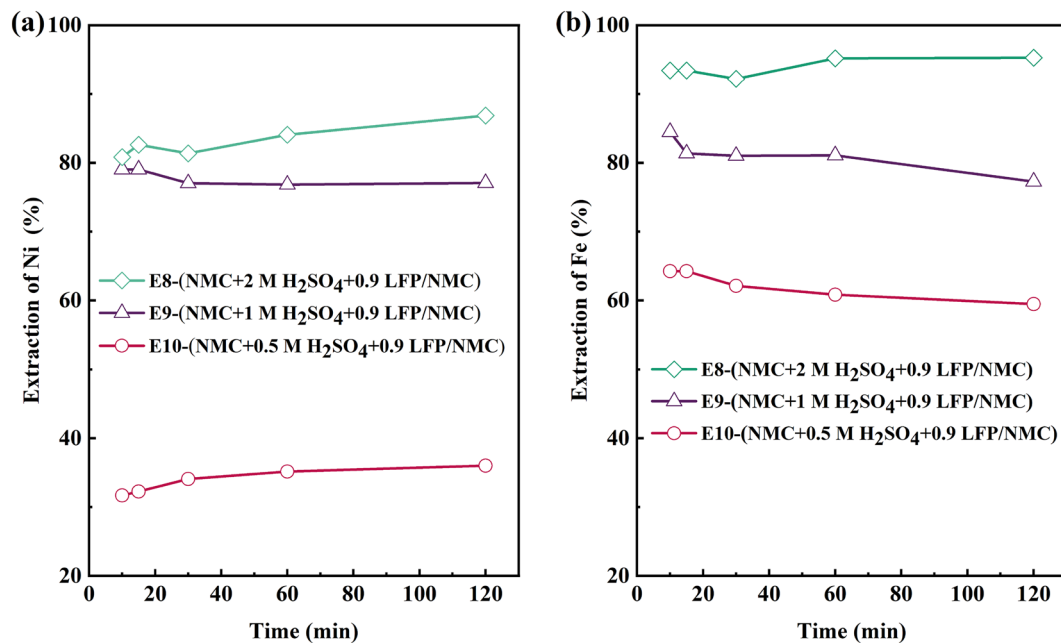 (a)
100
80
60
40
20
Extraction of Ni (%)
E8-(NMC+2 M H₂SO₄+0.9 LFP/NMC)
E9-(NMC+1 M H₂SO₄+0.9 LFP/NMC)
E10-(NMC+0.5 M H₂SO₄+0.9 LFP/NMC)
0 20 40 60 80 100 120
Time (min)
(b)
100
80
60
40
20
Extraction of Fe (%)
E8-(NMC+2 M H₂SO₄+0.9 LFP/NMC)
E9-(NMC+1 M H₂SO₄+0.9 LFP/NMC)
E10-(NMC+0.5 M H₂SO₄+0.9 LFP/NMC)
0 20 40 60 80 100 120
Time (min)